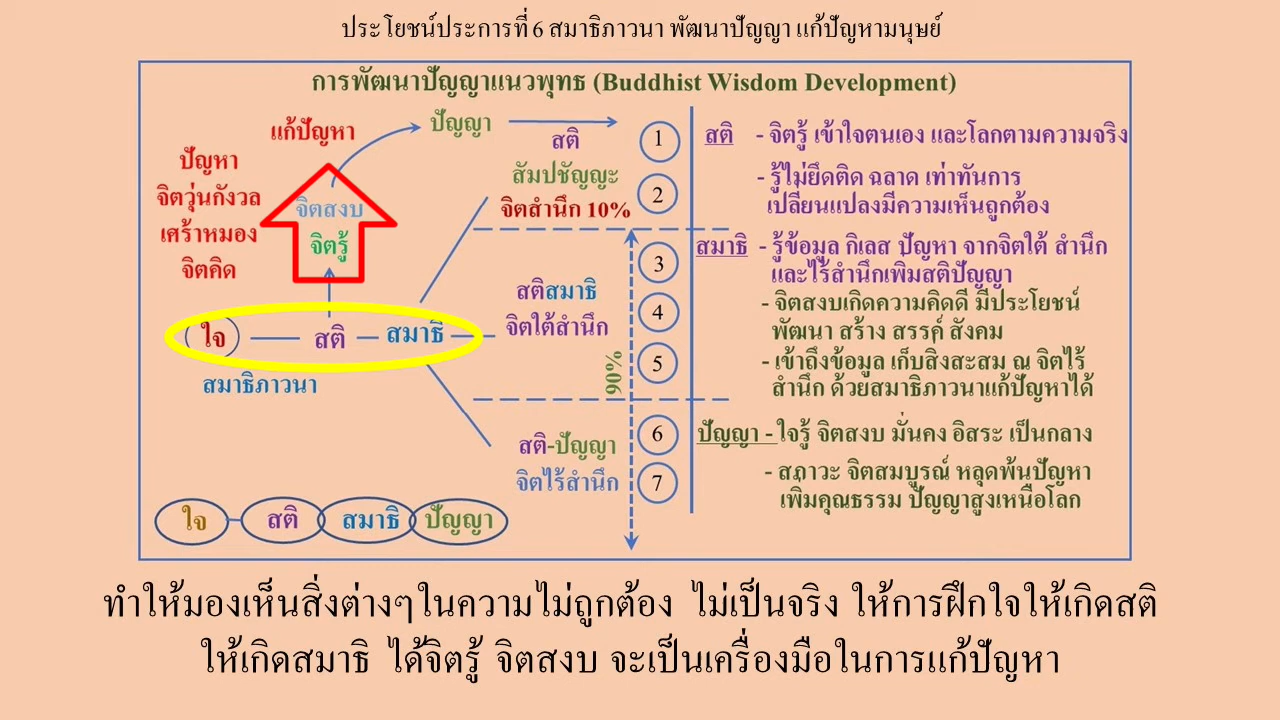 ประโยชน์ประการที่ 6 สมาธิภาวนา พัฒนาปัญญา แก้ปัญหามนุษย์
การพัฒนาปัญญาแนวพุทธ (Buddhist Wisdom Development)
แก้ปัญหา
ปัญญา
ปัญหา
จิตวุ่นกังวล
เศร้าหมอง
จิตคิด
จิตสงบ
จิตรู้
ใจ
สติ
สมาธิ
สมาธิภาวนา
สติ
สัมปชัญญะ
จิตสำนึก 10%
สติสมาธิ
จิตใต้สำนึก
90%
สติ-ปัญญา
จิตไร้สำนึก
1
2
3
4
5
6
7
สติ - จิตรู้ เข้าใจตนเอง และโลกตามความจริง
- รู้ไม่ยึดติด ฉลาด เท่าทันการ
เปลี่ยนแปลงมีความเห็นถูกต้อง
สมาธิ - รู้ข้อมูล กิเลส ปัญหา จากจิตใต้ สำนึก
และไร้สำนึกเพิ่มสติปัญญา
- จิตสงบเกิดความคิดดี มีประโยชน์
พัฒนา สร้าง สรรค์ สังคม
- เข้าถึงข้อมูล เก็บสิ่งสะสม ณ จิตไร้
สำนึก ด้วยสมาธิภาวนาแก้ปัญหาได้
ปัญญา - ใจรู้ จิตสงบ มั่นคง อิสระ เป็นกลาง
- สภาวะ จิตสมบูรณ์ หลุดพ้นปัญหา
เพิ่มคุณธรรม ปัญญาสูงเหนือโลก
ใจ สติ สมาธิ ปัญญา
ทำให้มองเห็นสิ่งต่างๆในความไม่ถูกต้อง ไม่เป็นจริง ให้การฝึกใจให้เกิดสติ
ให้เกิดสมาธิ ได้จิตรู้ จิตสงบ จะเป็นเครื่องมือในการแก้ปัญหา